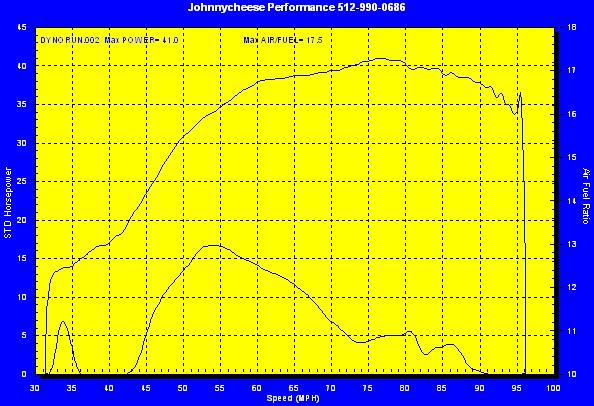 Johnnycheese Performance 512-990-0686
DYNORUN.002 Max POWER= 41.0 Max AIR/FUEL= 17.5
45 40 35 30 25 20 15 10 5 0
STD Horsepower
18 17 16 15 14 13 12 11 10
Air Fuel Ratio
30 35 40 45 50 55 60 65 70 75 80 85 90 95 100
Speed (MPH)